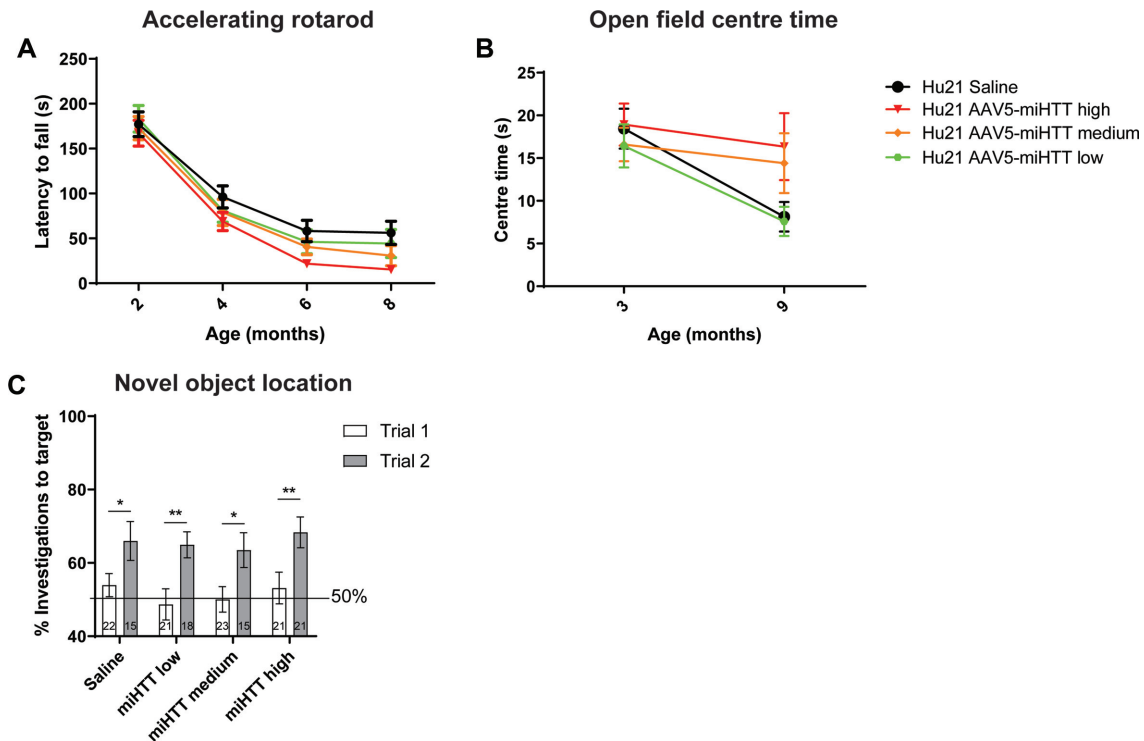 Accelerating rotarod
A
Latency to fall (s)
250
200
150
100
50
0
2
4
6
8
Age (months)
Open field centre time
B
Centre time (s)
25
20
15
10
5
0
3
9
Age (months)
Hu21 Saline
Hu21 AAV5-miHTT high
Hu21 AAV5-miHTT medium
Hu21 AAV5-miHTT low
C
Novel object location
% Investigations to target
100
80
60
40
Trial 1
Trial 2
*
**
*
**
50%
22 15 21 18 23 15 21 21
Saline
miHTT low
miHTT medium
miHTT high